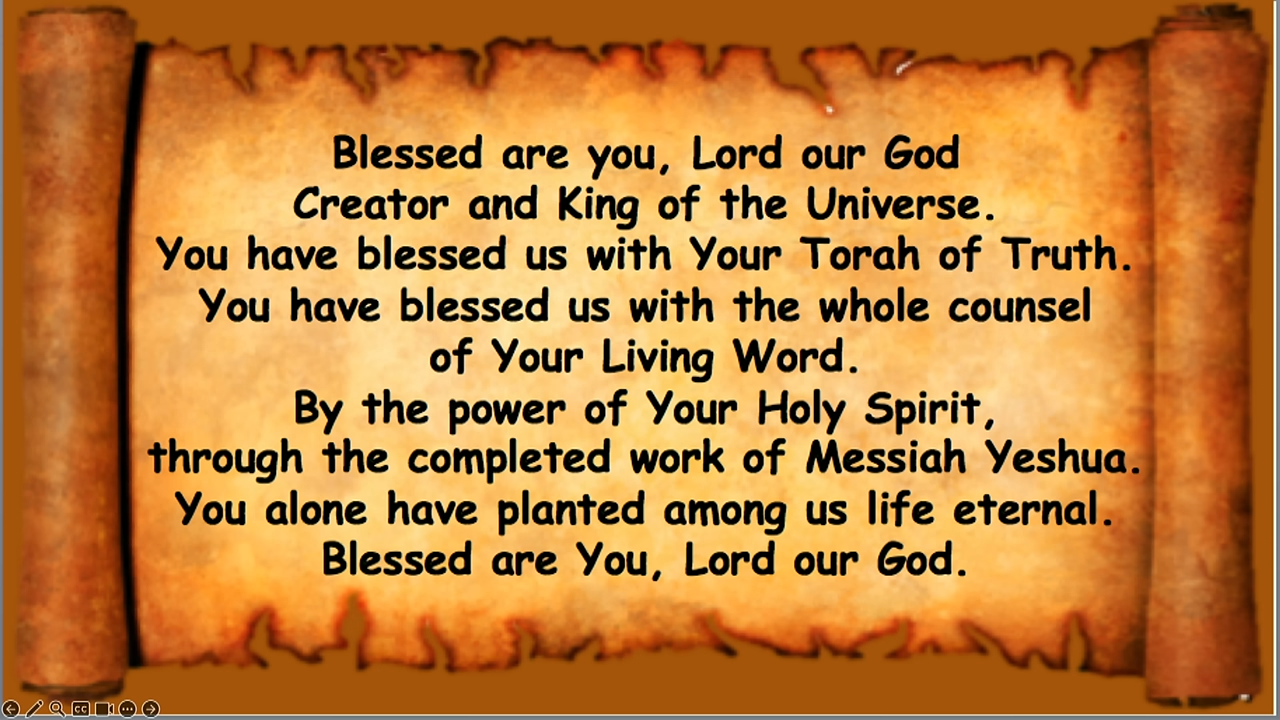 Blessed are you, Lord our God
Creator and King of the Universe.
You have blessed us with Your Torah of Truth.
You have blessed us with the whole counsel
of Your Living Word.
By the power of Your Holy Spirit,
through the completed work of Messiah Yeshua.
You alone have planted among us life eternal.
Blessed are You, Lord our God.
CC